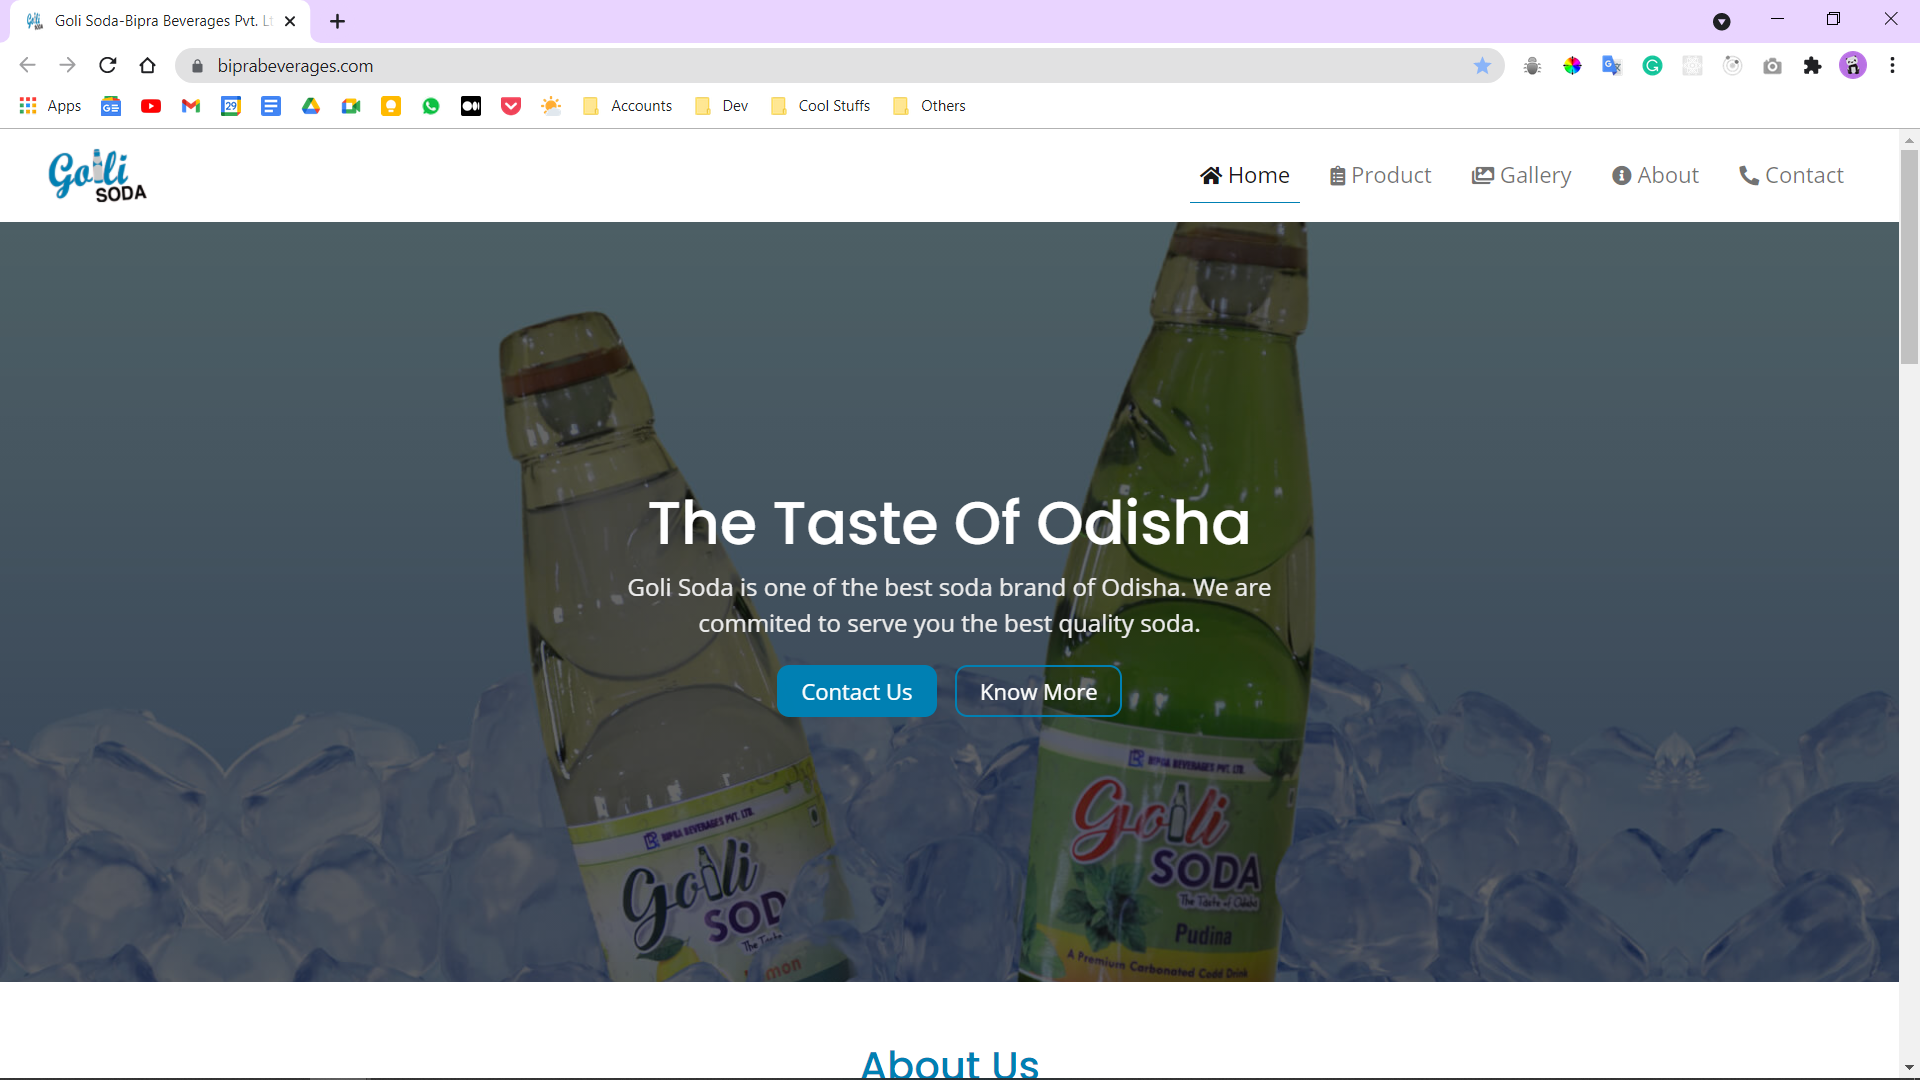 Goli Soda-Bipra Beverages Pvt. Lt
biprabeverages.com
Apps
29
Accounts
Dev
Cool Stuffs
Others
Goli
SODA
Home
Product
Gallery
About
Contact
The Taste Of Odisha
Goli Soda is one of the best soda brand of Odisha. We are
commited to serve you the best quality soda.
Contact Us
Know More
BIPRA BEVERAGES PVT. LTD.
Goli
SOD
The Taste
BIPRA BEVERAGES PVT. LTD.
Goli
SODA
The Taste of Odisha
Pudina
A Premium Carbonated Cold Drink
About Us